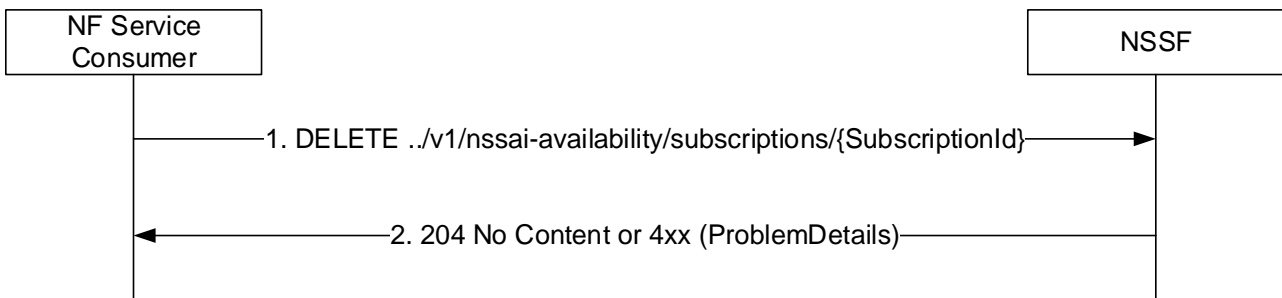 NF Service
Consumer
NSSF
1. DELETE ../v1/nssai-availability/subscriptions/{SubscriptionId}
2. 204 No Content or 4xx (ProblemDetails)